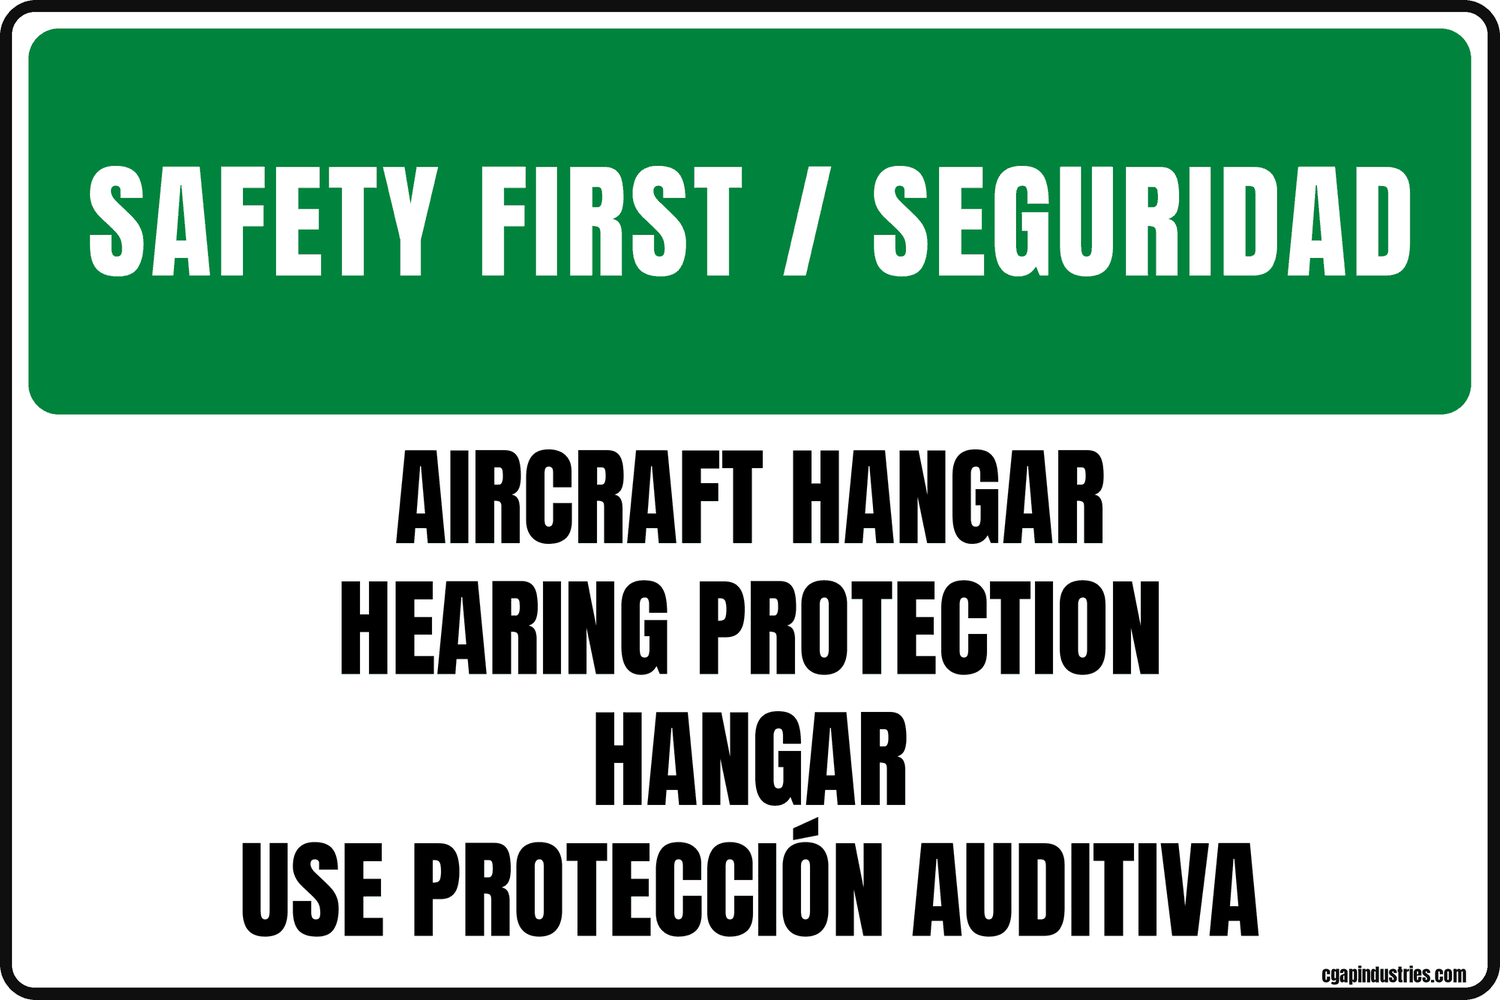 SAFETY FIRST / SEGURIDAD
AIRCRAFT HANGAR
HEARING PROTECTION
HANGAR
USE PROTECCIÓN AUDITIVA
cgapindustries.com